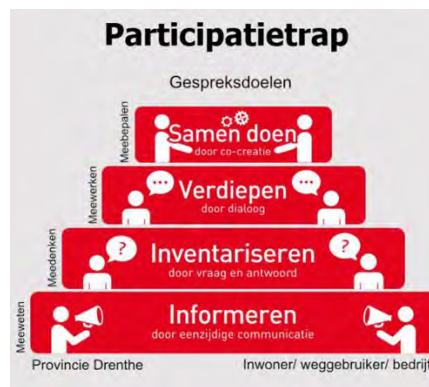 Participatietrap
Gespreksdoelen
Meebepalen
Samen doen
door co-creatie
Meewerken
...
Verdiepen
...
door dialoog
Meedenken
?
Inventariseren
?
door vraag en antwoord
Meeweten
Informeren
door eenzijdige communicatie
Provincie Drenthe
Inwoner/ weggebruiker/ bedrijf